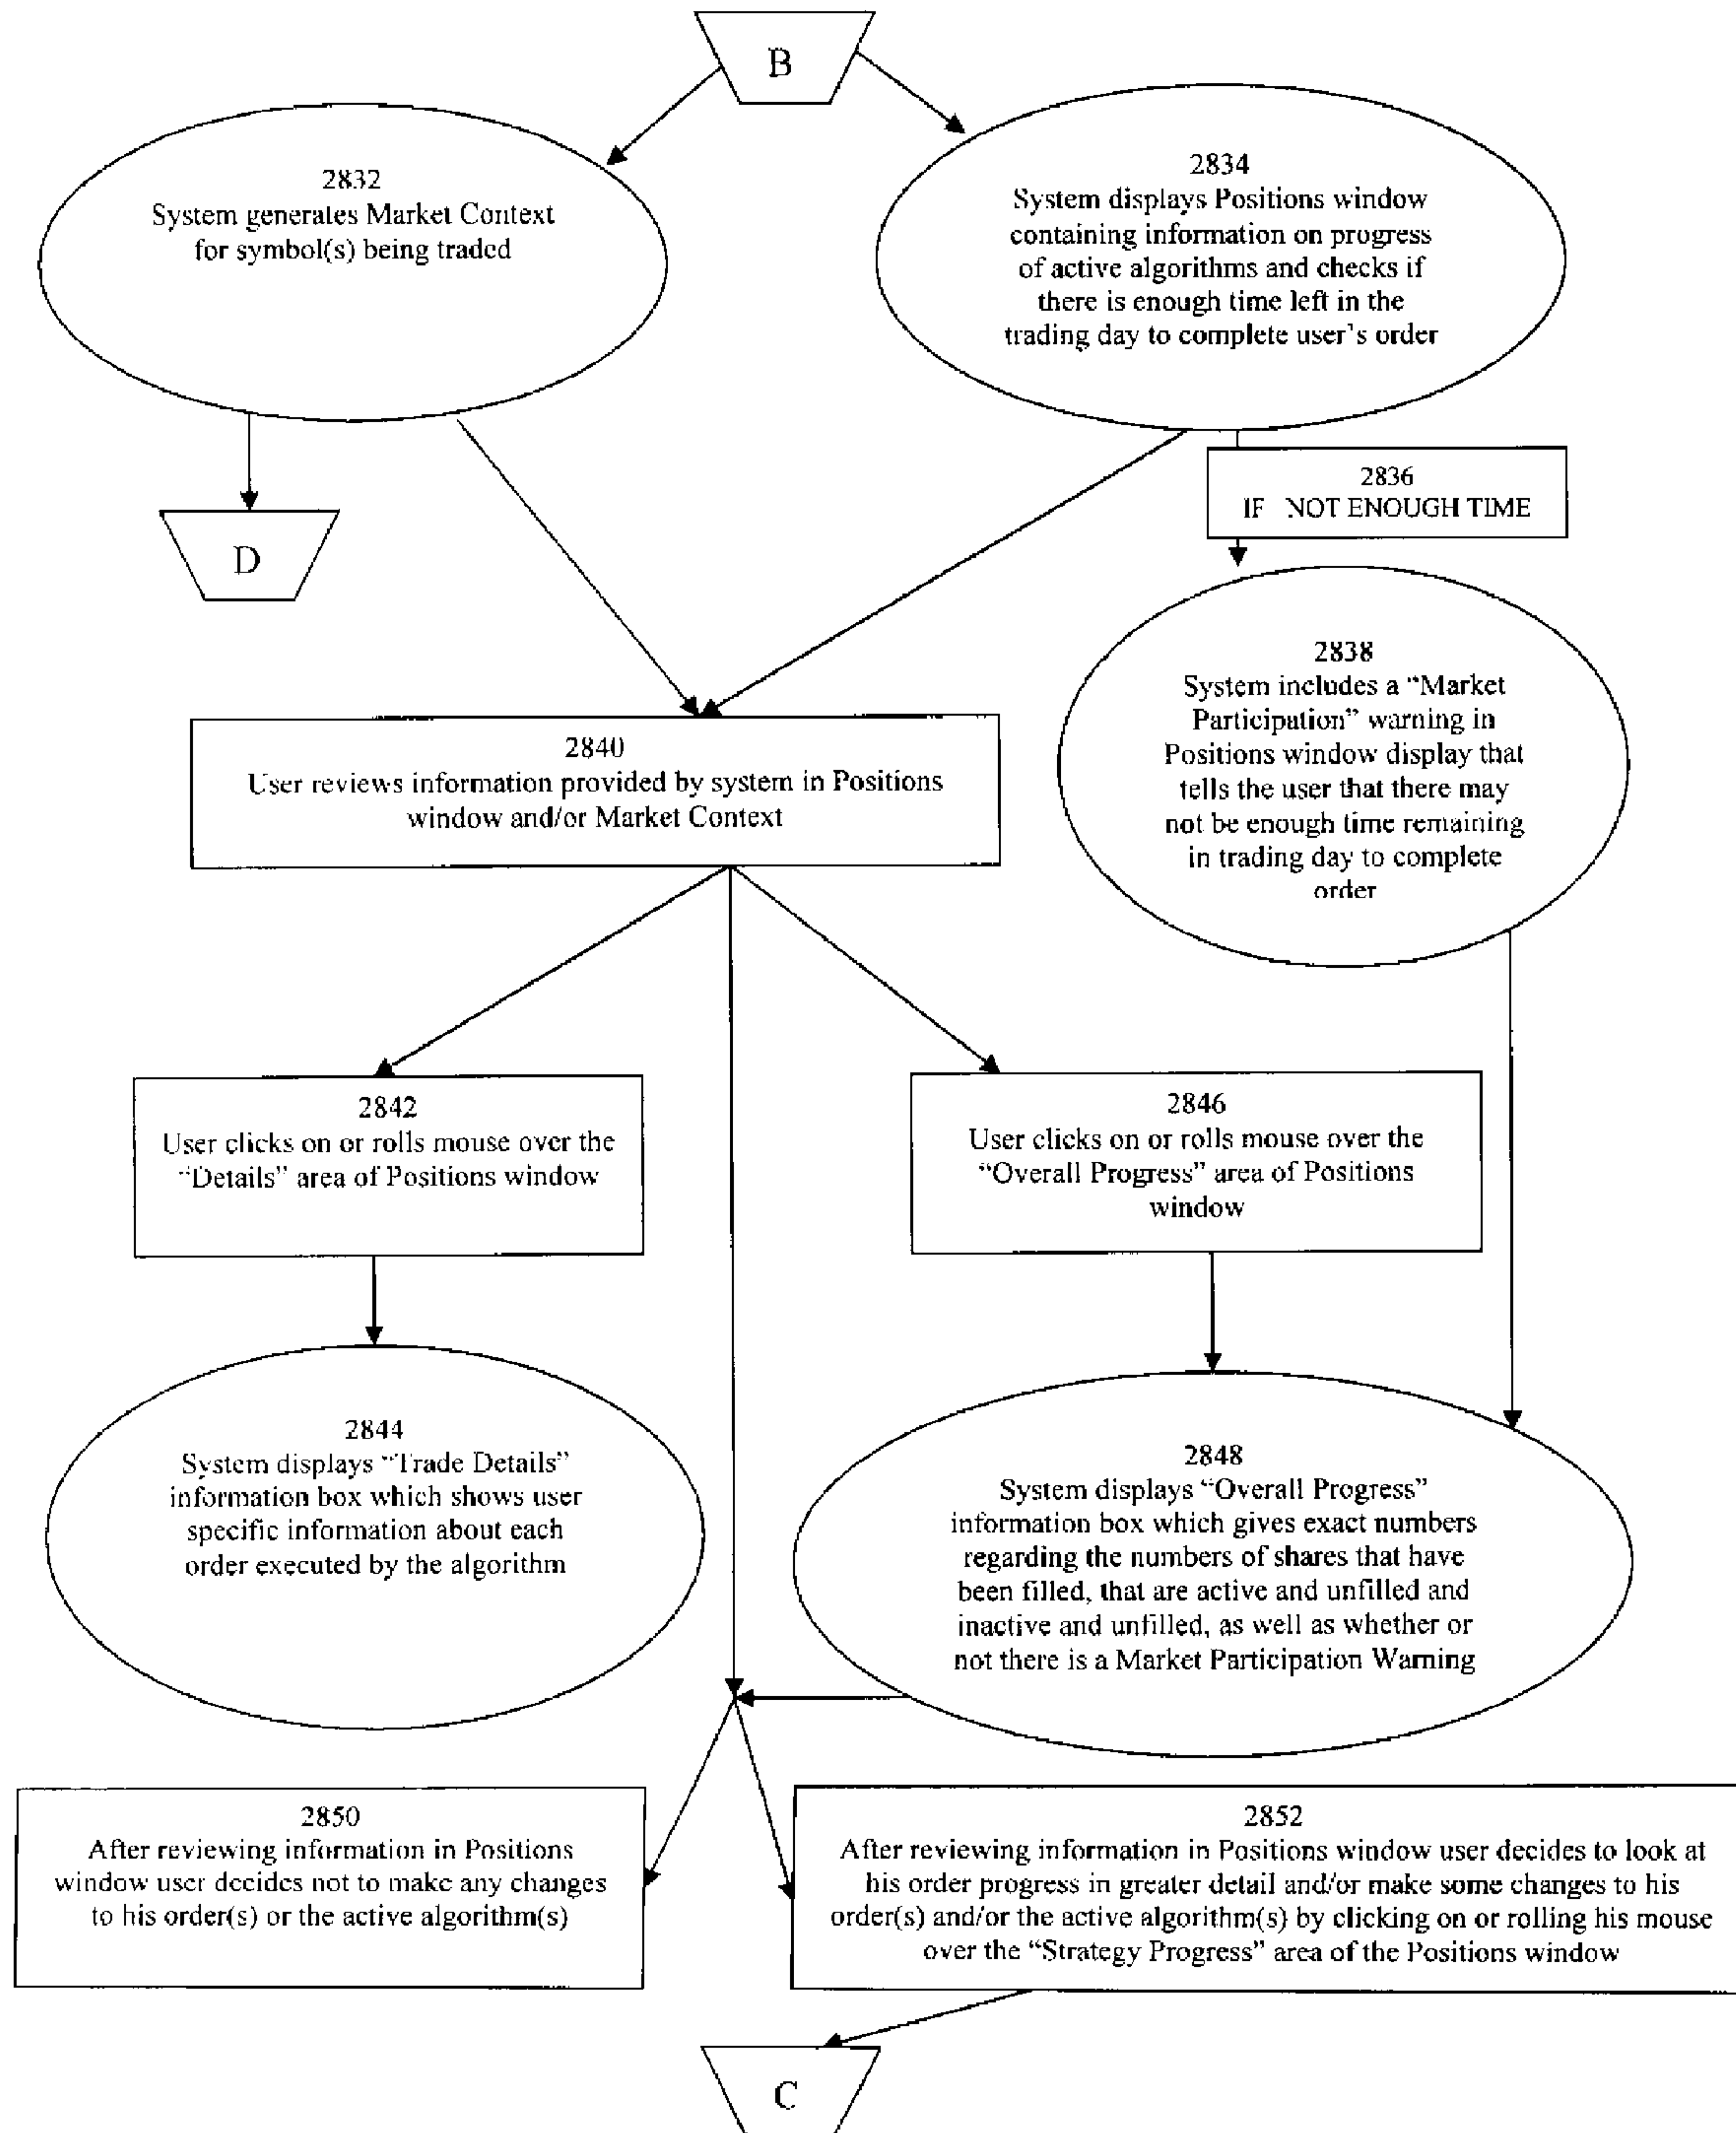 B
2832
System generates Market Context
for symbol(s) being traded
2834
System displays Positions window
containing information on progress
of active algorithms and checks if
there is enough time left in the
trading day to complete user's order
2836
IF NOT ENOUGH TIME
D
2838
System includes a "Market
Participation" warning in
Positions window display that
tells the user that there may
not be enough time remaining
in trading day to complete
order
2840
User reviews information provided by system in Positions
window and/or Market Context
2842
User clicks on or rolls mouse over the
"Details" area of Positions window
2846
User clicks on or rolls mouse over the
"Overall Progress" area of Positions
window
2844
System displays "Trade Details"
information box which shows user
specific information about each
order executed by the algorithm
2848
System displays "Overall Progress"
information box which gives exact numbers
regarding the numbers of shares that have
been filled, that are active and unfilled and
inactive and unfilled, as well as whether or
not there is a Market Participation Warning
2850
After reviewing information in Positions
window user decides not to make any changes
to his order(s) or the active algorithm(s)
2852
After reviewing information in Positions window user decides to look at
his order progress in greater detail and/or make some changes to his
order(s) and/or the active algorithm(s) by clicking on or rolling his mouse
over the "Strategy Progress" area of the Positions window
C